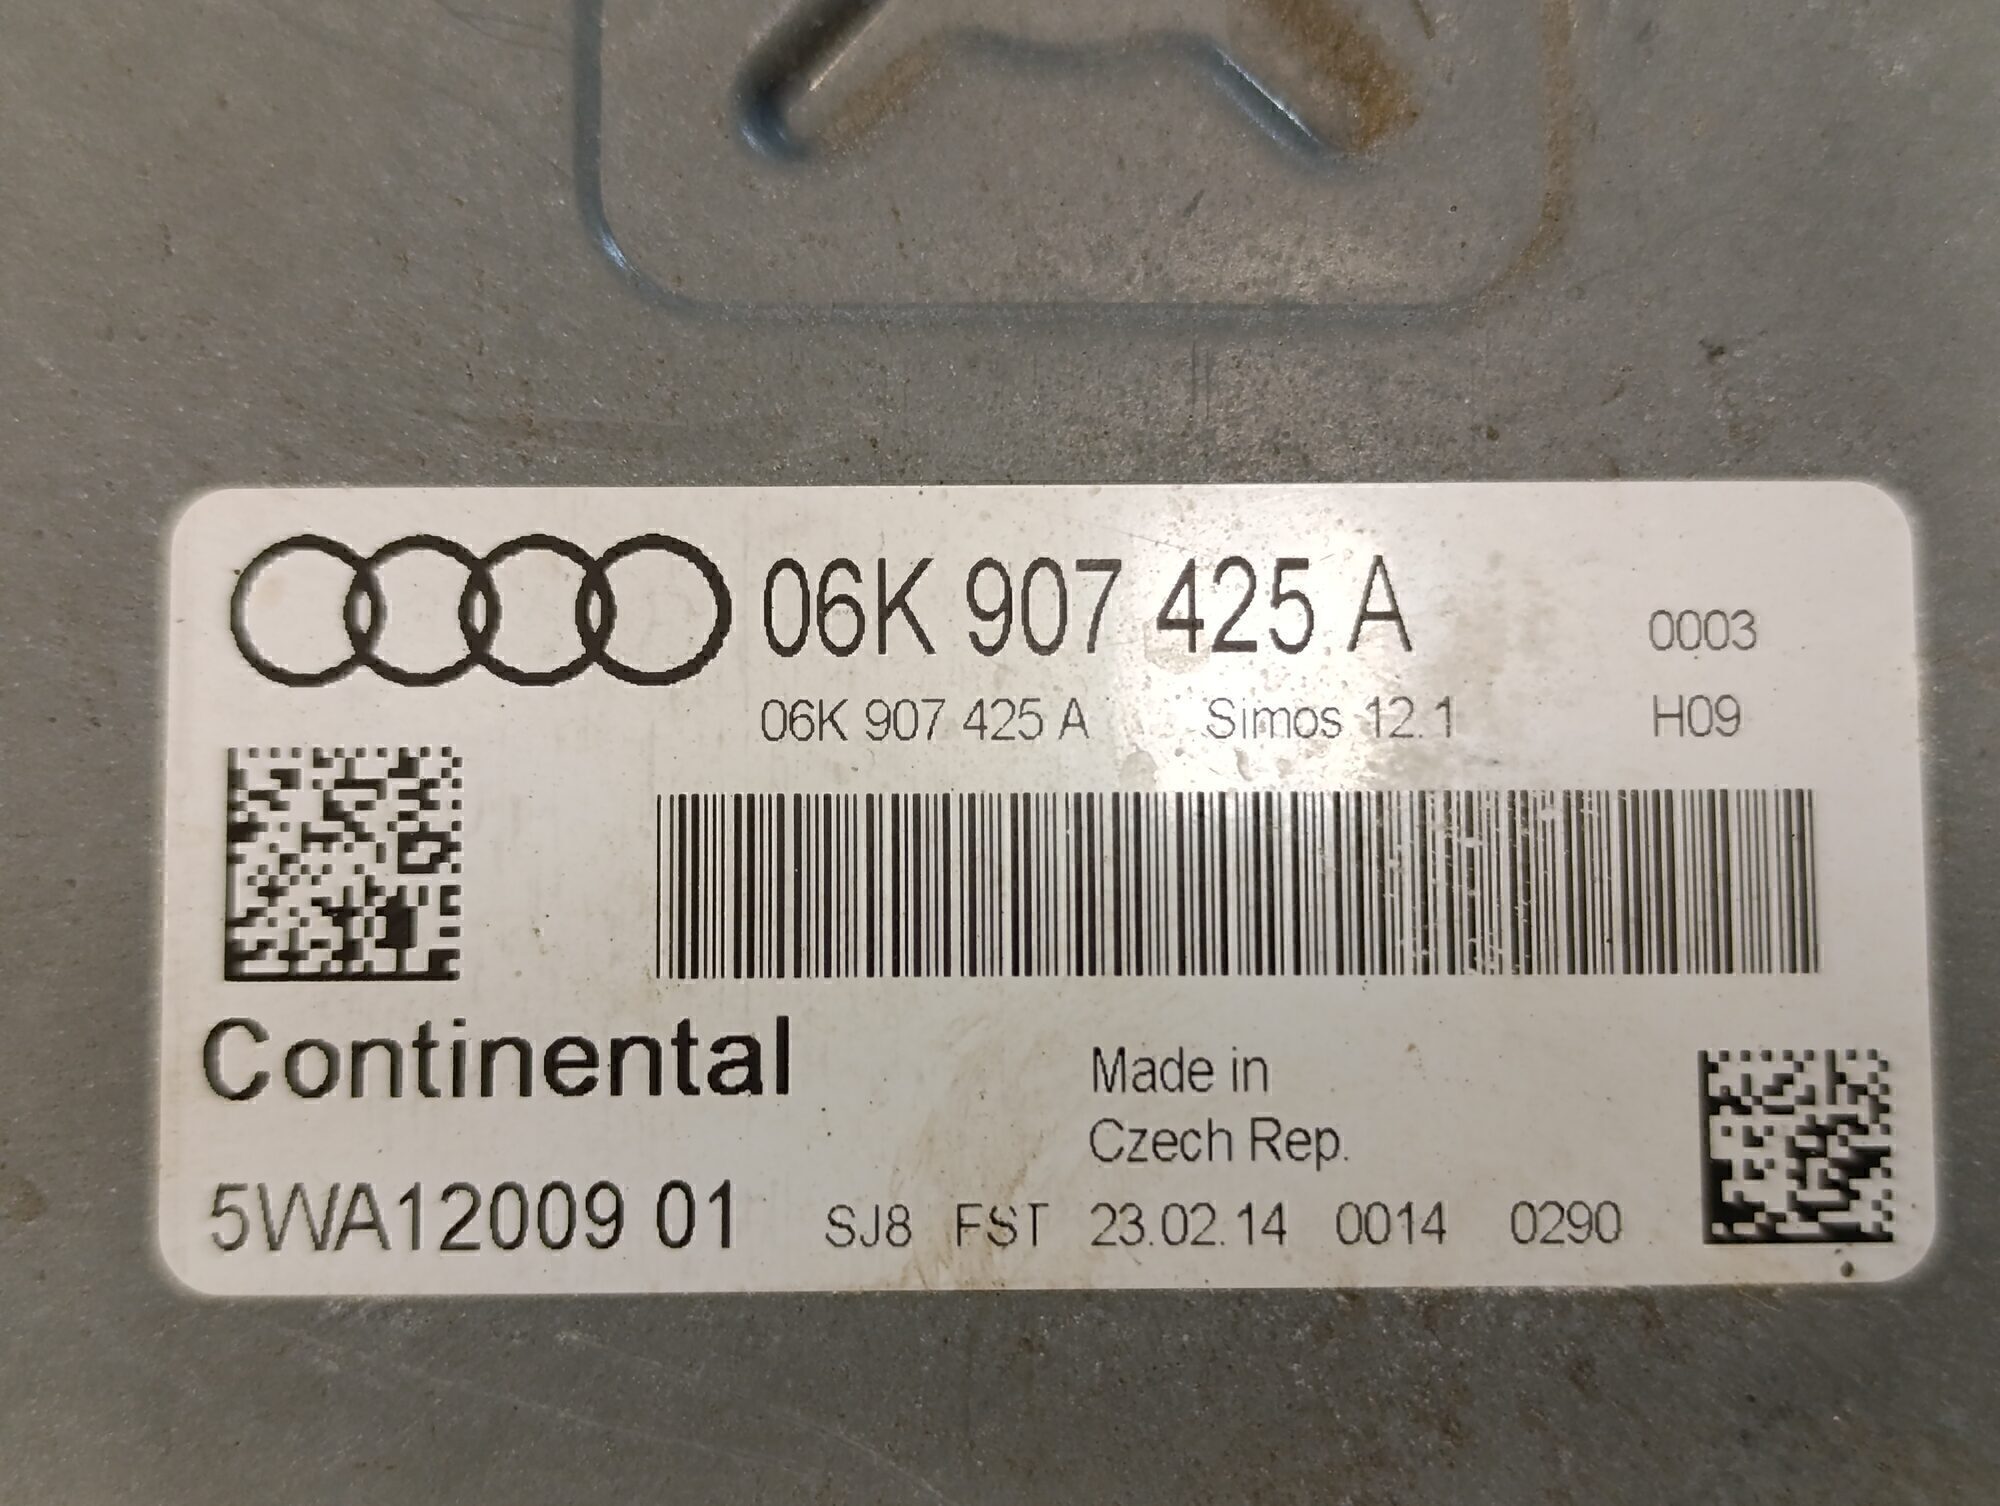 06K 907 425 A 0003
06K 907 425 A Simos 12.1 H09
Continental
Made in
Czech Rep.
5WA12009 01 SJ8 FST 23.02.14 0014 0290